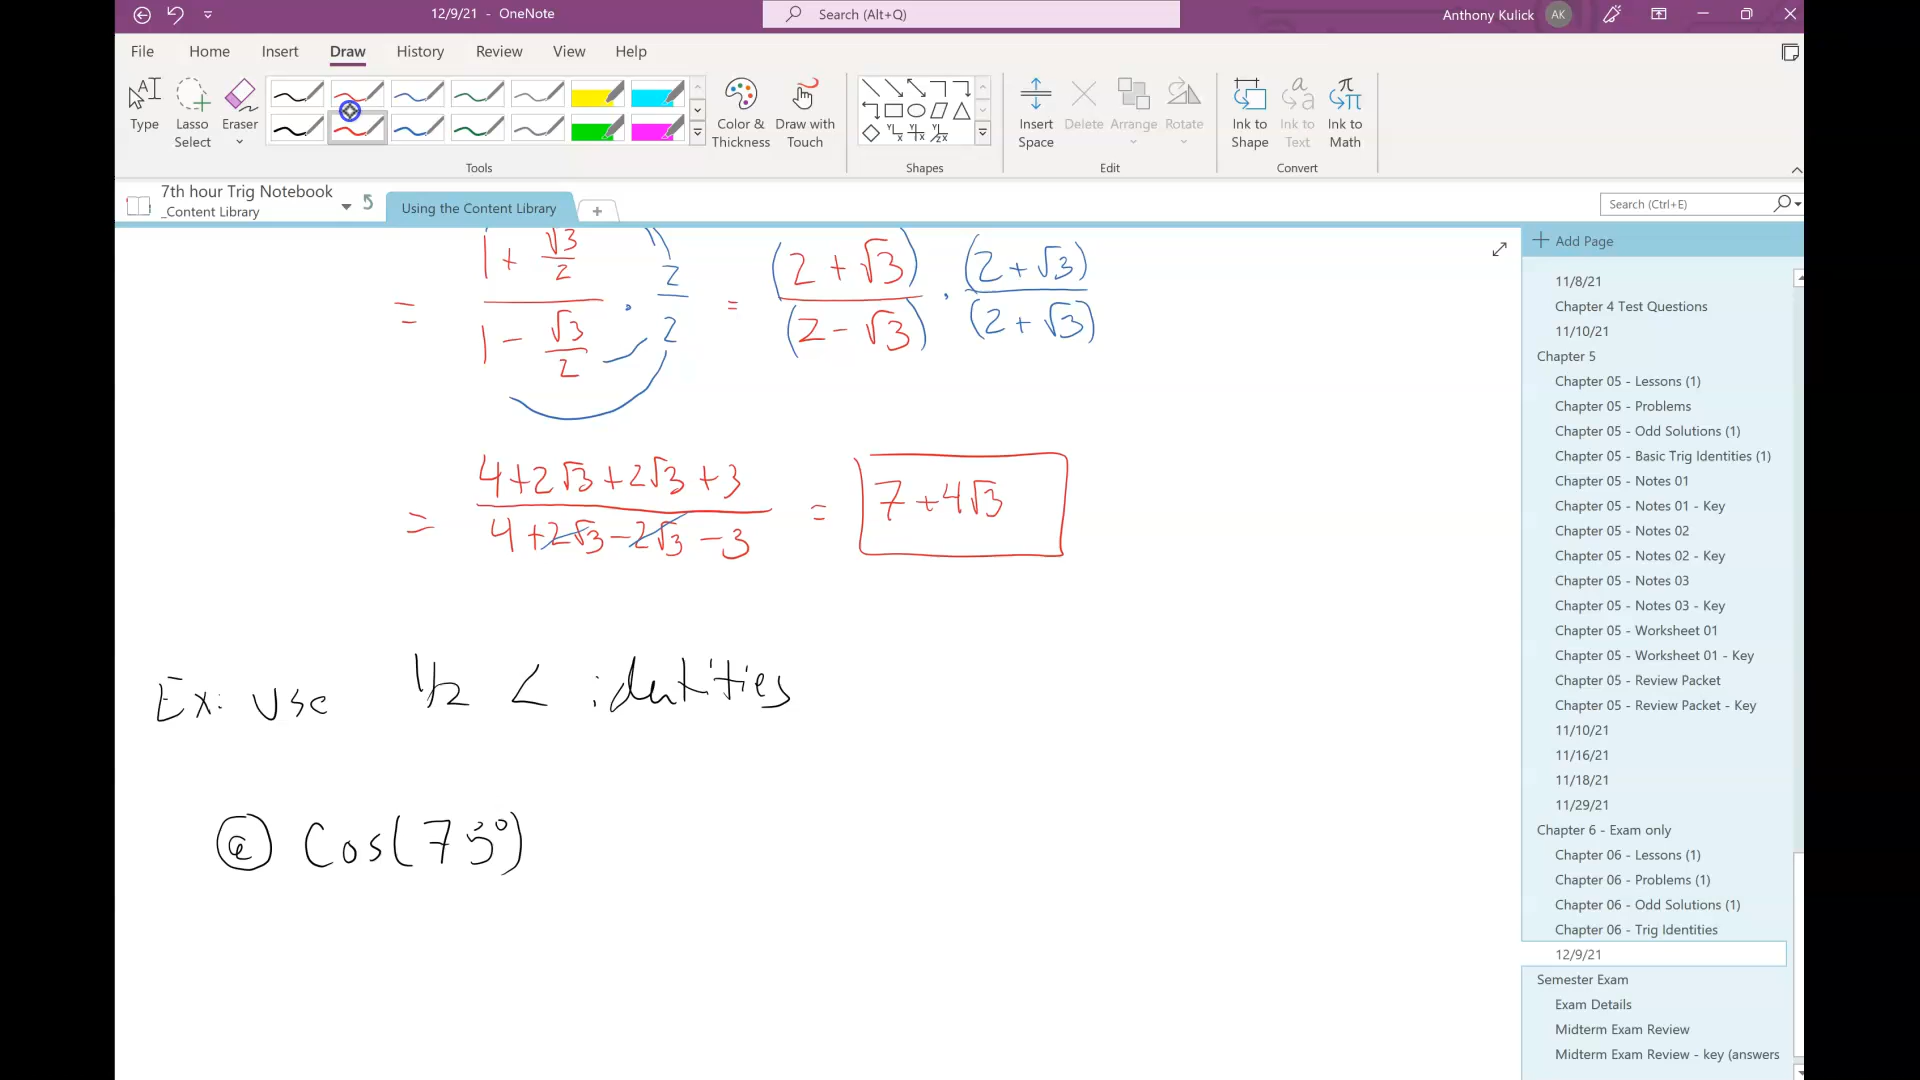 12/9/21 - OneNote
Search (Alt+Q)
Anthony Kulick AK
File Home Insert Draw History Review View Help
Type
Lasso Select
Eraser
Color & Thickness
Draw with Touch
Insert Space
Delete
Arrange
Rotate
Ink to Shape
Ink to Text
Ink to Math
Tools
Shapes
Edit
Convert
7th hour Trig Notebook
_Content Library
Using the Content Library
Search (Ctrl+E)
= (1 + √3/2)/(1 - √3/2) · 2/2 = (2 + √3)/(2 - √3) · (2 + √3)/(2 + √3)
= (4+2√3+2√3+3)/(4+2√3-2√3-3) = 7+4√3
Ex: Use 1/2 < identities
ⓐ Cos(75°)
Add Page
11/8/21
Chapter 4 Test Questions
11/10/21
Chapter 5
Chapter 05 - Lessons (1)
Chapter 05 - Problems
Chapter 05 - Odd Solutions (1)
Chapter 05 - Basic Trig Identities (1)
Chapter 05 - Notes 01
Chapter 05 - Notes 01 - Key
Chapter 05 - Notes 02
Chapter 05 - Notes 02 - Key
Chapter 05 - Notes 03
Chapter 05 - Notes 03 - Key
Chapter 05 - Worksheet 01
Chapter 05 - Worksheet 01 - Key
Chapter 05 - Review Packet
Chapter 05 - Review Packet - Key
11/10/21
11/16/21
11/18/21
11/29/21
Chapter 6 - Exam only
Chapter 06 - Lessons (1)
Chapter 06 - Problems (1)
Chapter 06 - Odd Solutions (1)
Chapter 06 - Trig Identities
12/9/21
Semester Exam
Exam Details
Midterm Exam Review
Midterm Exam Review - key (answers